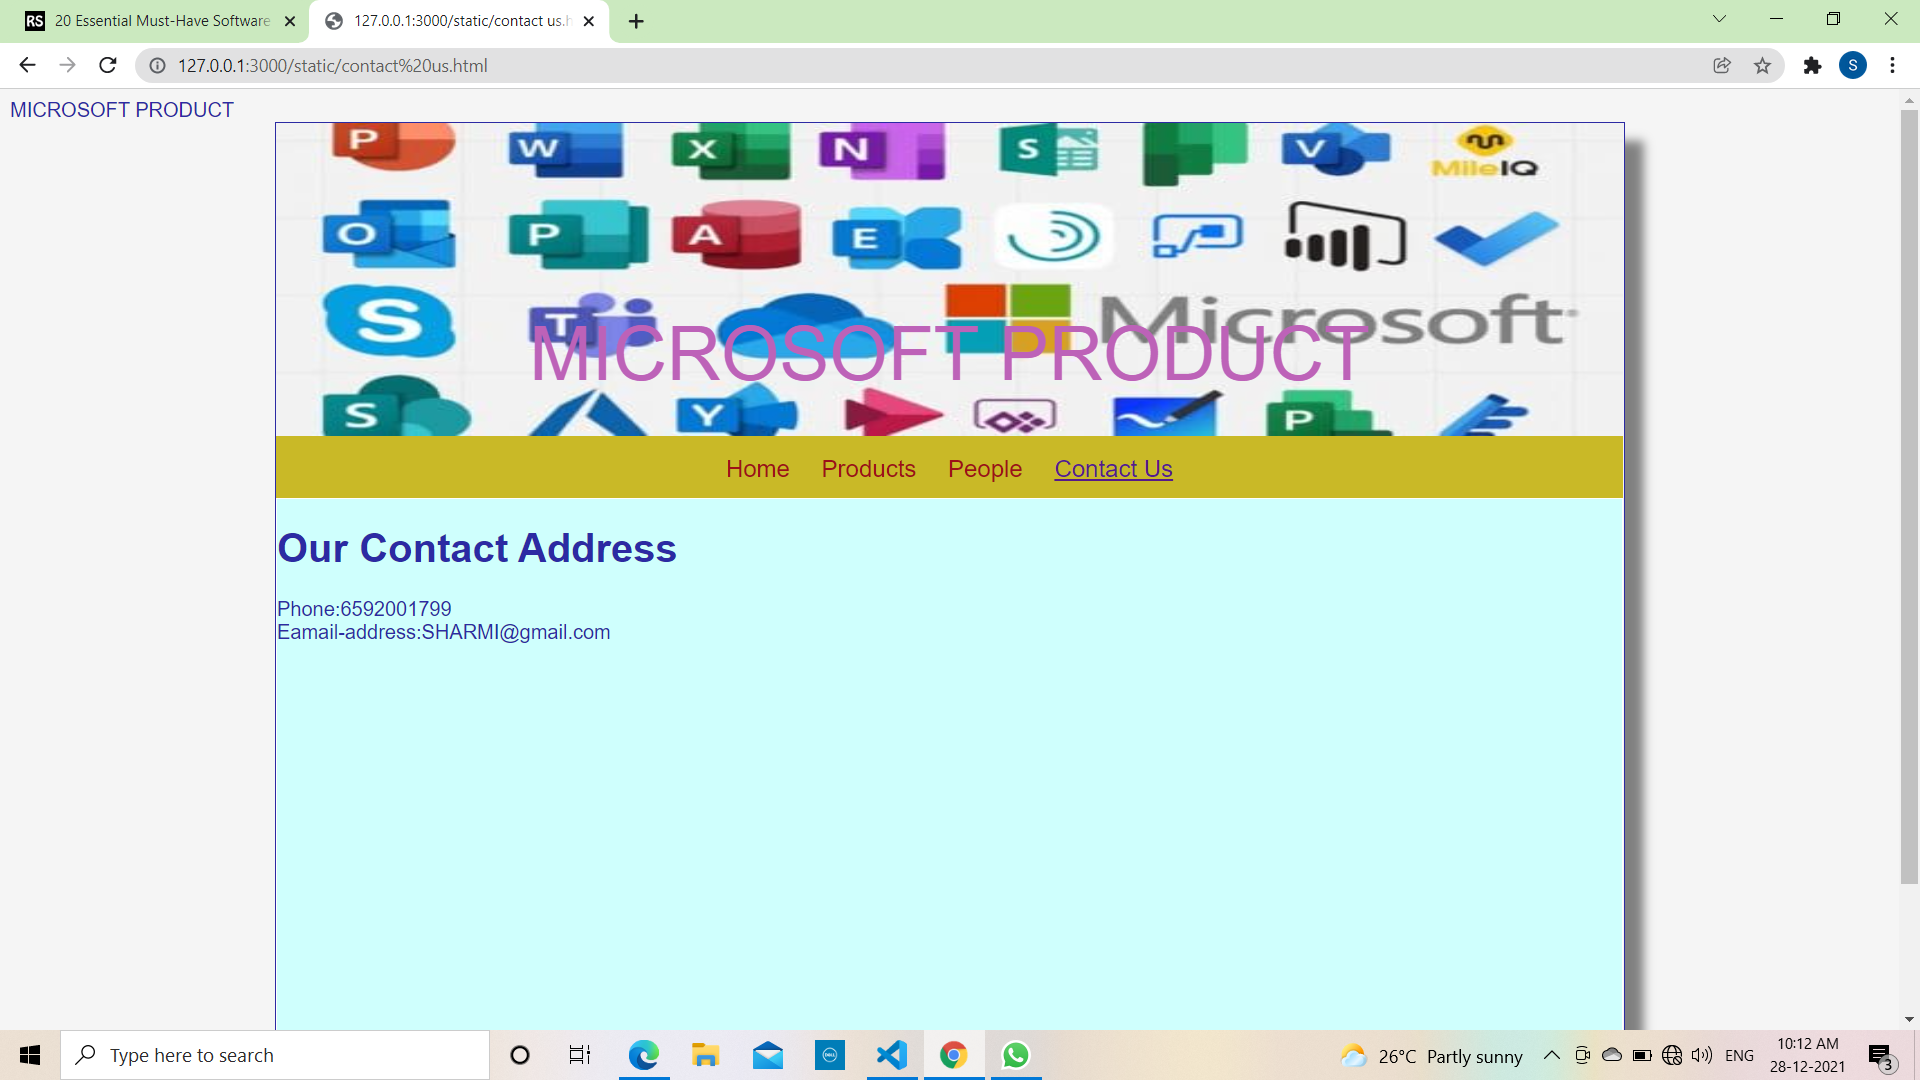 20 Essential Must-Have Software
127.0.0.1:3000/static/contact us.h
127.0.0.1:3000/static/contact%20us.html
S
MICROSOFT PRODUCT
P W X N S V MileIQ
O P A E
S T Microsoft
MICROSOFT PRODUCT
S Y P
Home Products People Contact Us
Our Contact Address
Phone:6592001799
Eamail-address:SHARMI@gmail.com
Type here to search
DELL
26°C Partly sunny
ENG
10:12 AM
28-12-2021
3